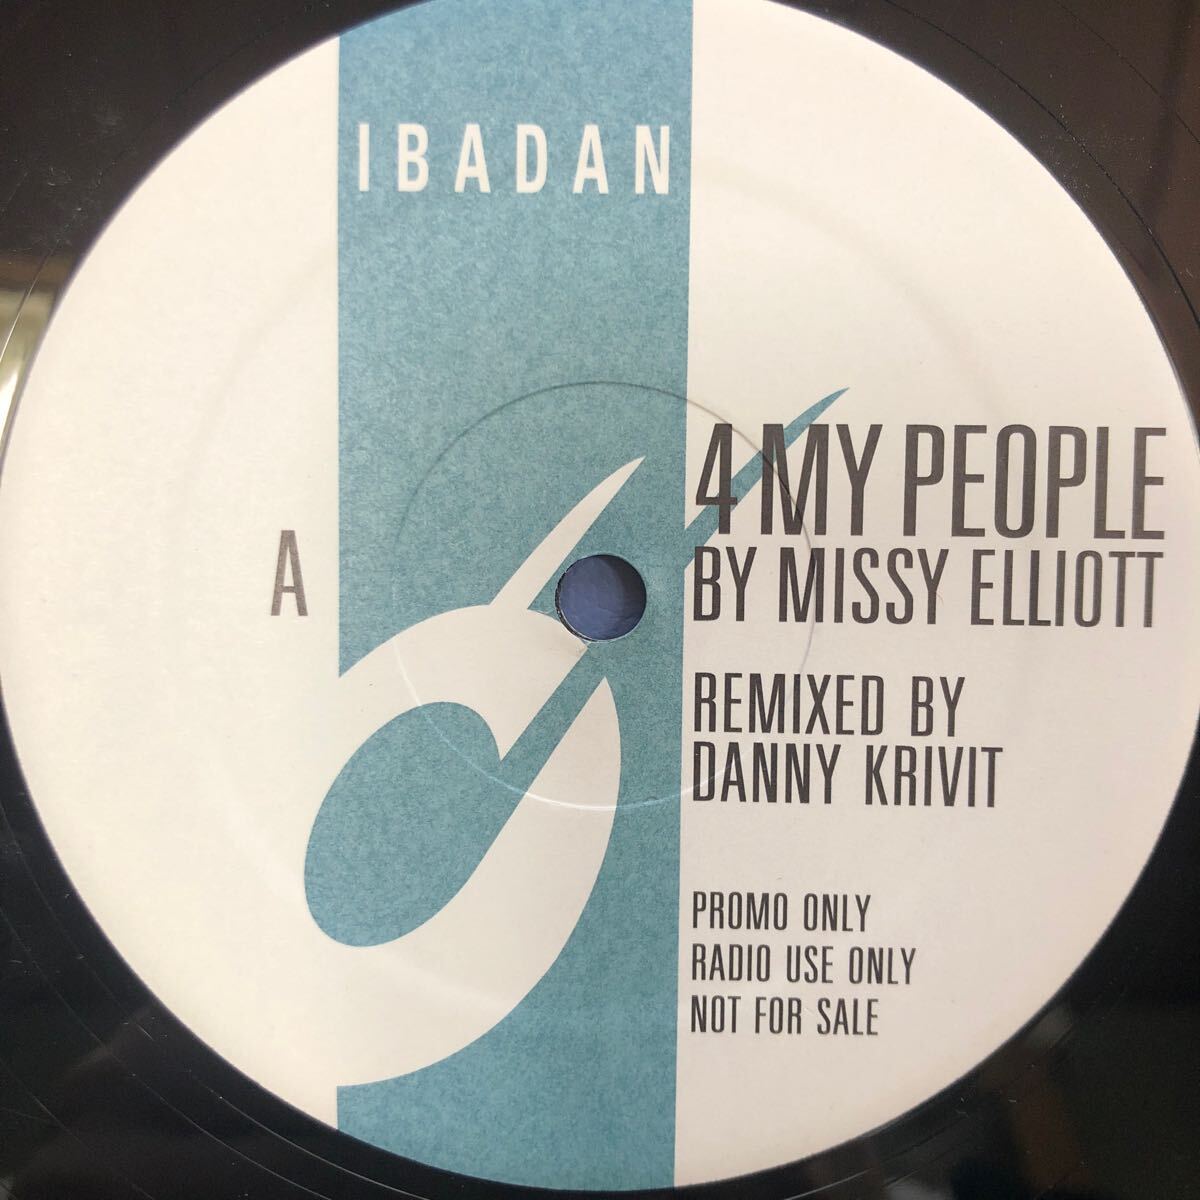 IBADAN
A
4 MY PEOPLE
BY MISSY ELLIOTT
REMIXED BY
DANNY KRIVIT
PROMO ONLY
RADIO USE ONLY
NOT FOR SALE